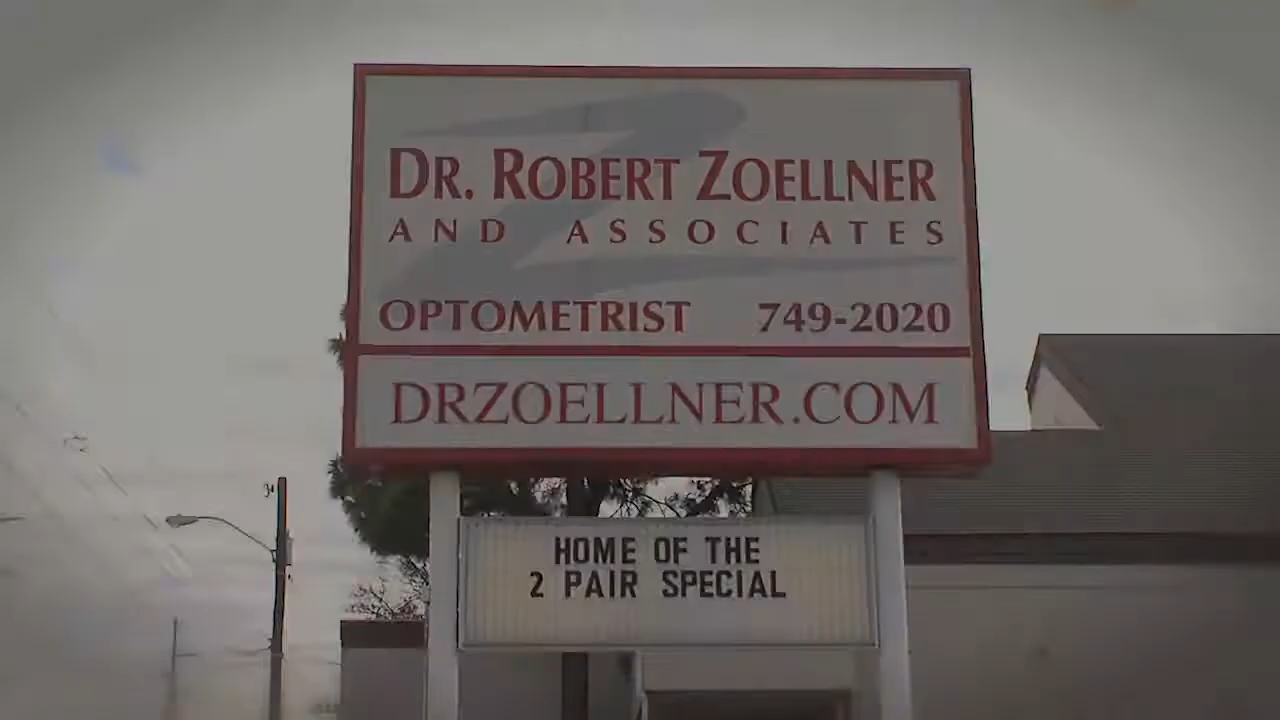 DR. ROBERT ZOELLNER
AND ASSOCIATES
OPTOMETRIST 749-2020
DRZOELLNER.COM
HOME OF THE
2 PAIR SPECIAL